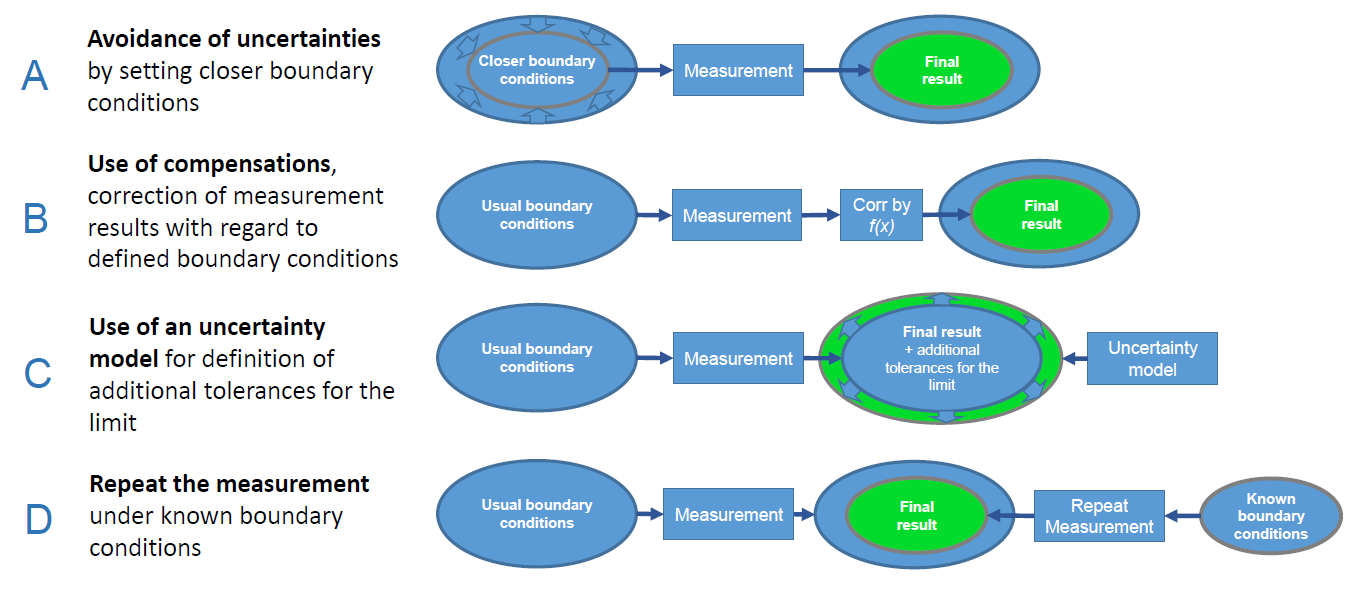 A
Avoidance of uncertainties
by setting closer boundary
conditions
Closer boundary
conditions
Measurement
Final
result
B
Use of compensations,
correction of measurement
results with regard to
defined boundary conditions
Usual boundary
conditions
Measurement
Corr by
f(x)
Final
result
C
Use of an uncertainty
model for definition of
additional tolerances for the
limit
Usual boundary
conditions
Measurement
Final result
+ additional
tolerances for the
limit
Uncertainty
model
D
Repeat the measurement
under known boundary
conditions
Usual boundary
conditions
Measurement
Final
result
Repeat
Measurement
Known
boundary
conditions